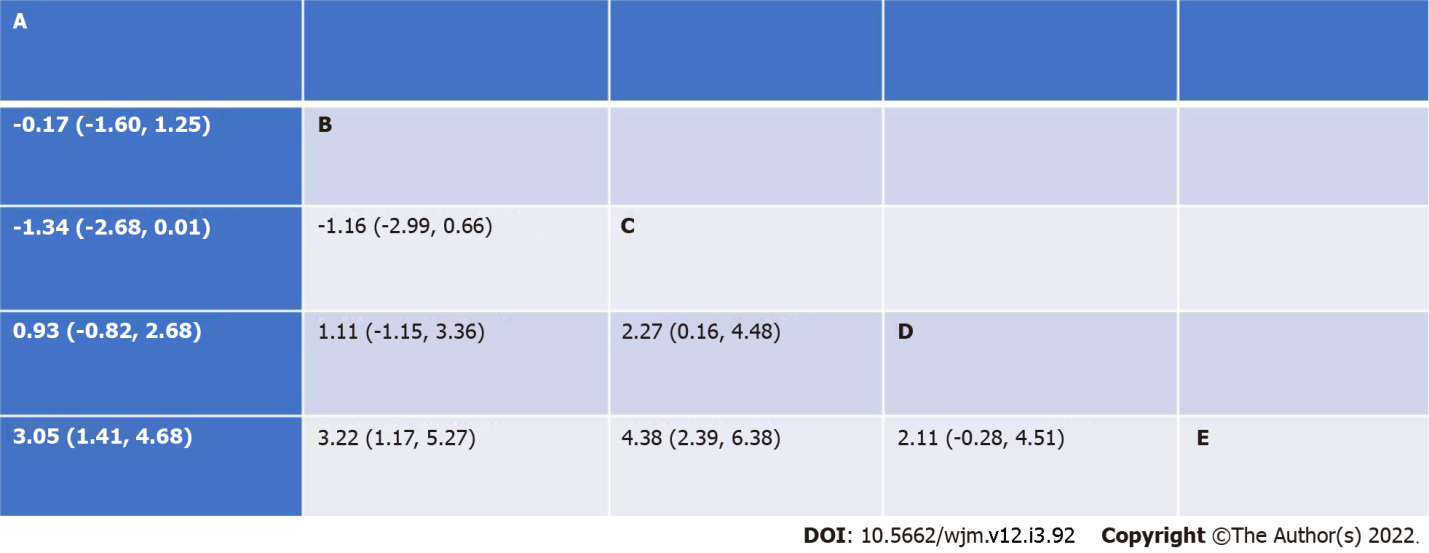 A
-0.17 (-1.60, 1.25) B
-1.34 (-2.68, 0.01) -1.16 (-2.99, 0.66) C
0.93 (-0.82, 2.68) 1.11 (-1.15, 3.36) 2.27 (0.16, 4.48) D
3.05 (1.41, 4.68) 3.22 (1.17, 5.27) 4.38 (2.39, 6.38) 2.11 (-0.28, 4.51) E
DOI: 10.5662/wjm.v12.i3.92 Copyright ©The Author(s) 2022.